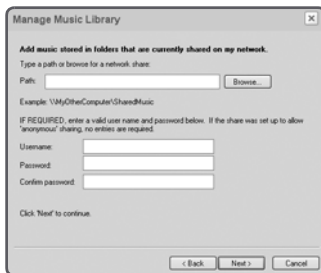 Manage Music Library
Add music stored in folders that are currently shared on my network.
Type a path or browse for a network share:
Path:
Browse...
Example: \\MyOtherComputer\SharedMusic
IF REQUIRED, enter a valid user name and password below. If the share was set up to allow
'anonymous' sharing, no entries are required.
Username:
Password:
Confirm password:
Click 'Next' to continue.
< Back Next > Cancel